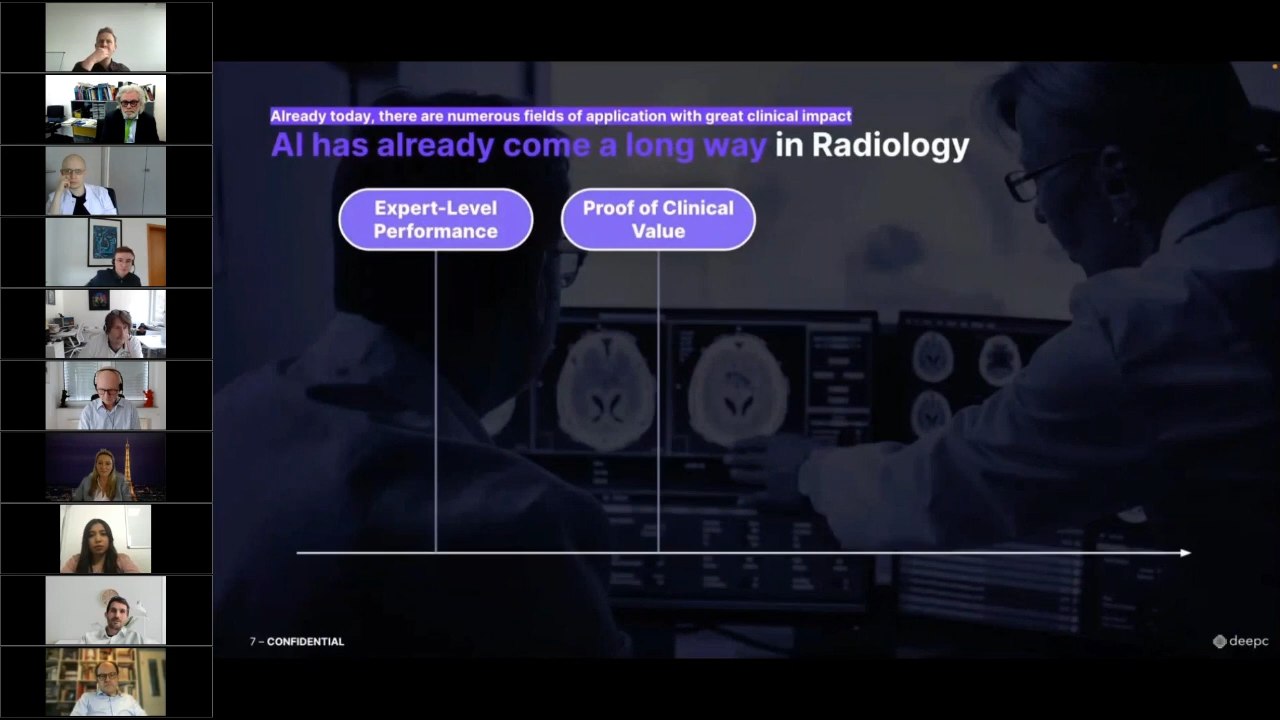 Already today, there are numerous fields of application with great clinical impact
AI has already come a long way in Radiology
Expert-Level
Performance
Proof of Clinical
Value
7 – CONFIDENTIAL
deepc